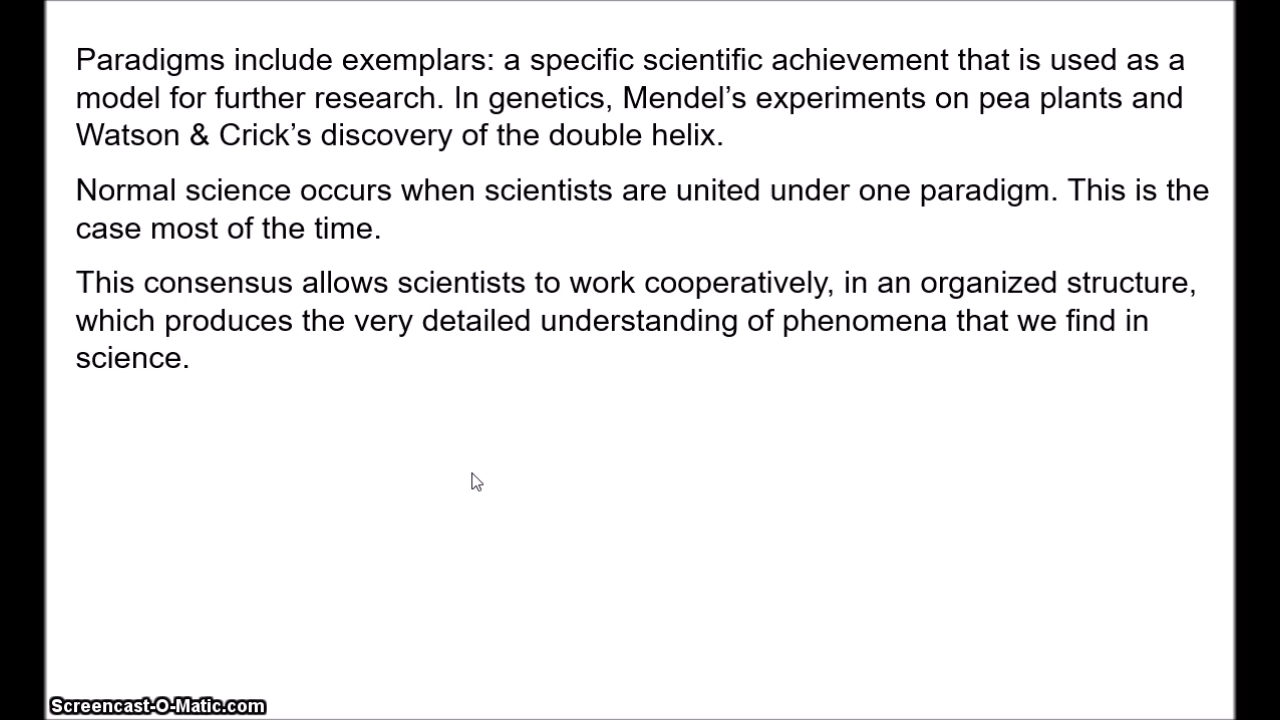 Paradigms include exemplars: a specific scientific achievement that is used as a
model for further research. In genetics, Mendel’s experiments on pea plants and
Watson & Crick’s discovery of the double helix.
Normal science occurs when scientists are united under one paradigm. This is the
case most of the time.
This consensus allows scientists to work cooperatively, in an organized structure,
which produces the very detailed understanding of phenomena that we find in
science.
Screencast-O-Matic.com